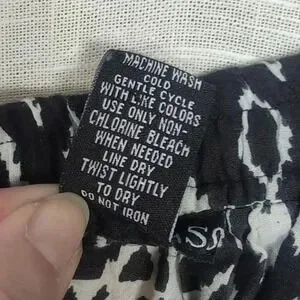 MACHINE WASH
COLD
GENTLE CYCLE
WITH LIKE COLORS
USE ONLY NON-
CHLORINE BLEACH
WHEN NEEDED
LINE DRY
TWIST LIGHTLY
TO DRY
DO NOT IRON